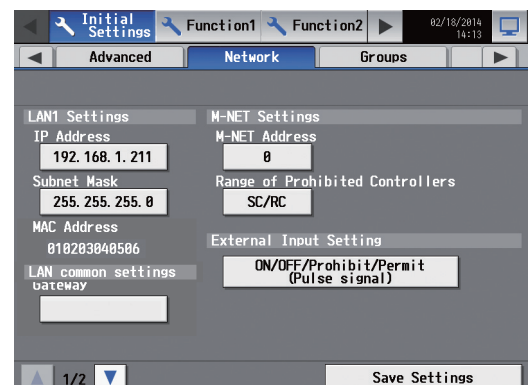 Initial
Settings
Function1
Function2
02/18/2014
14:13
Advanced
Network
Groups
LAN1 Settings
IP Address
192.168.1.211
Subnet Mask
255.255.255.0
MAC Address
010203040506
LAN common settings
Gateway
M-NET Settings
M-NET Address
0
Range of Prohibited Controllers
SC/RC
External Input Setting
ON/OFF/Prohibit/Permit
(Pulse signal)
1/2
Save Settings